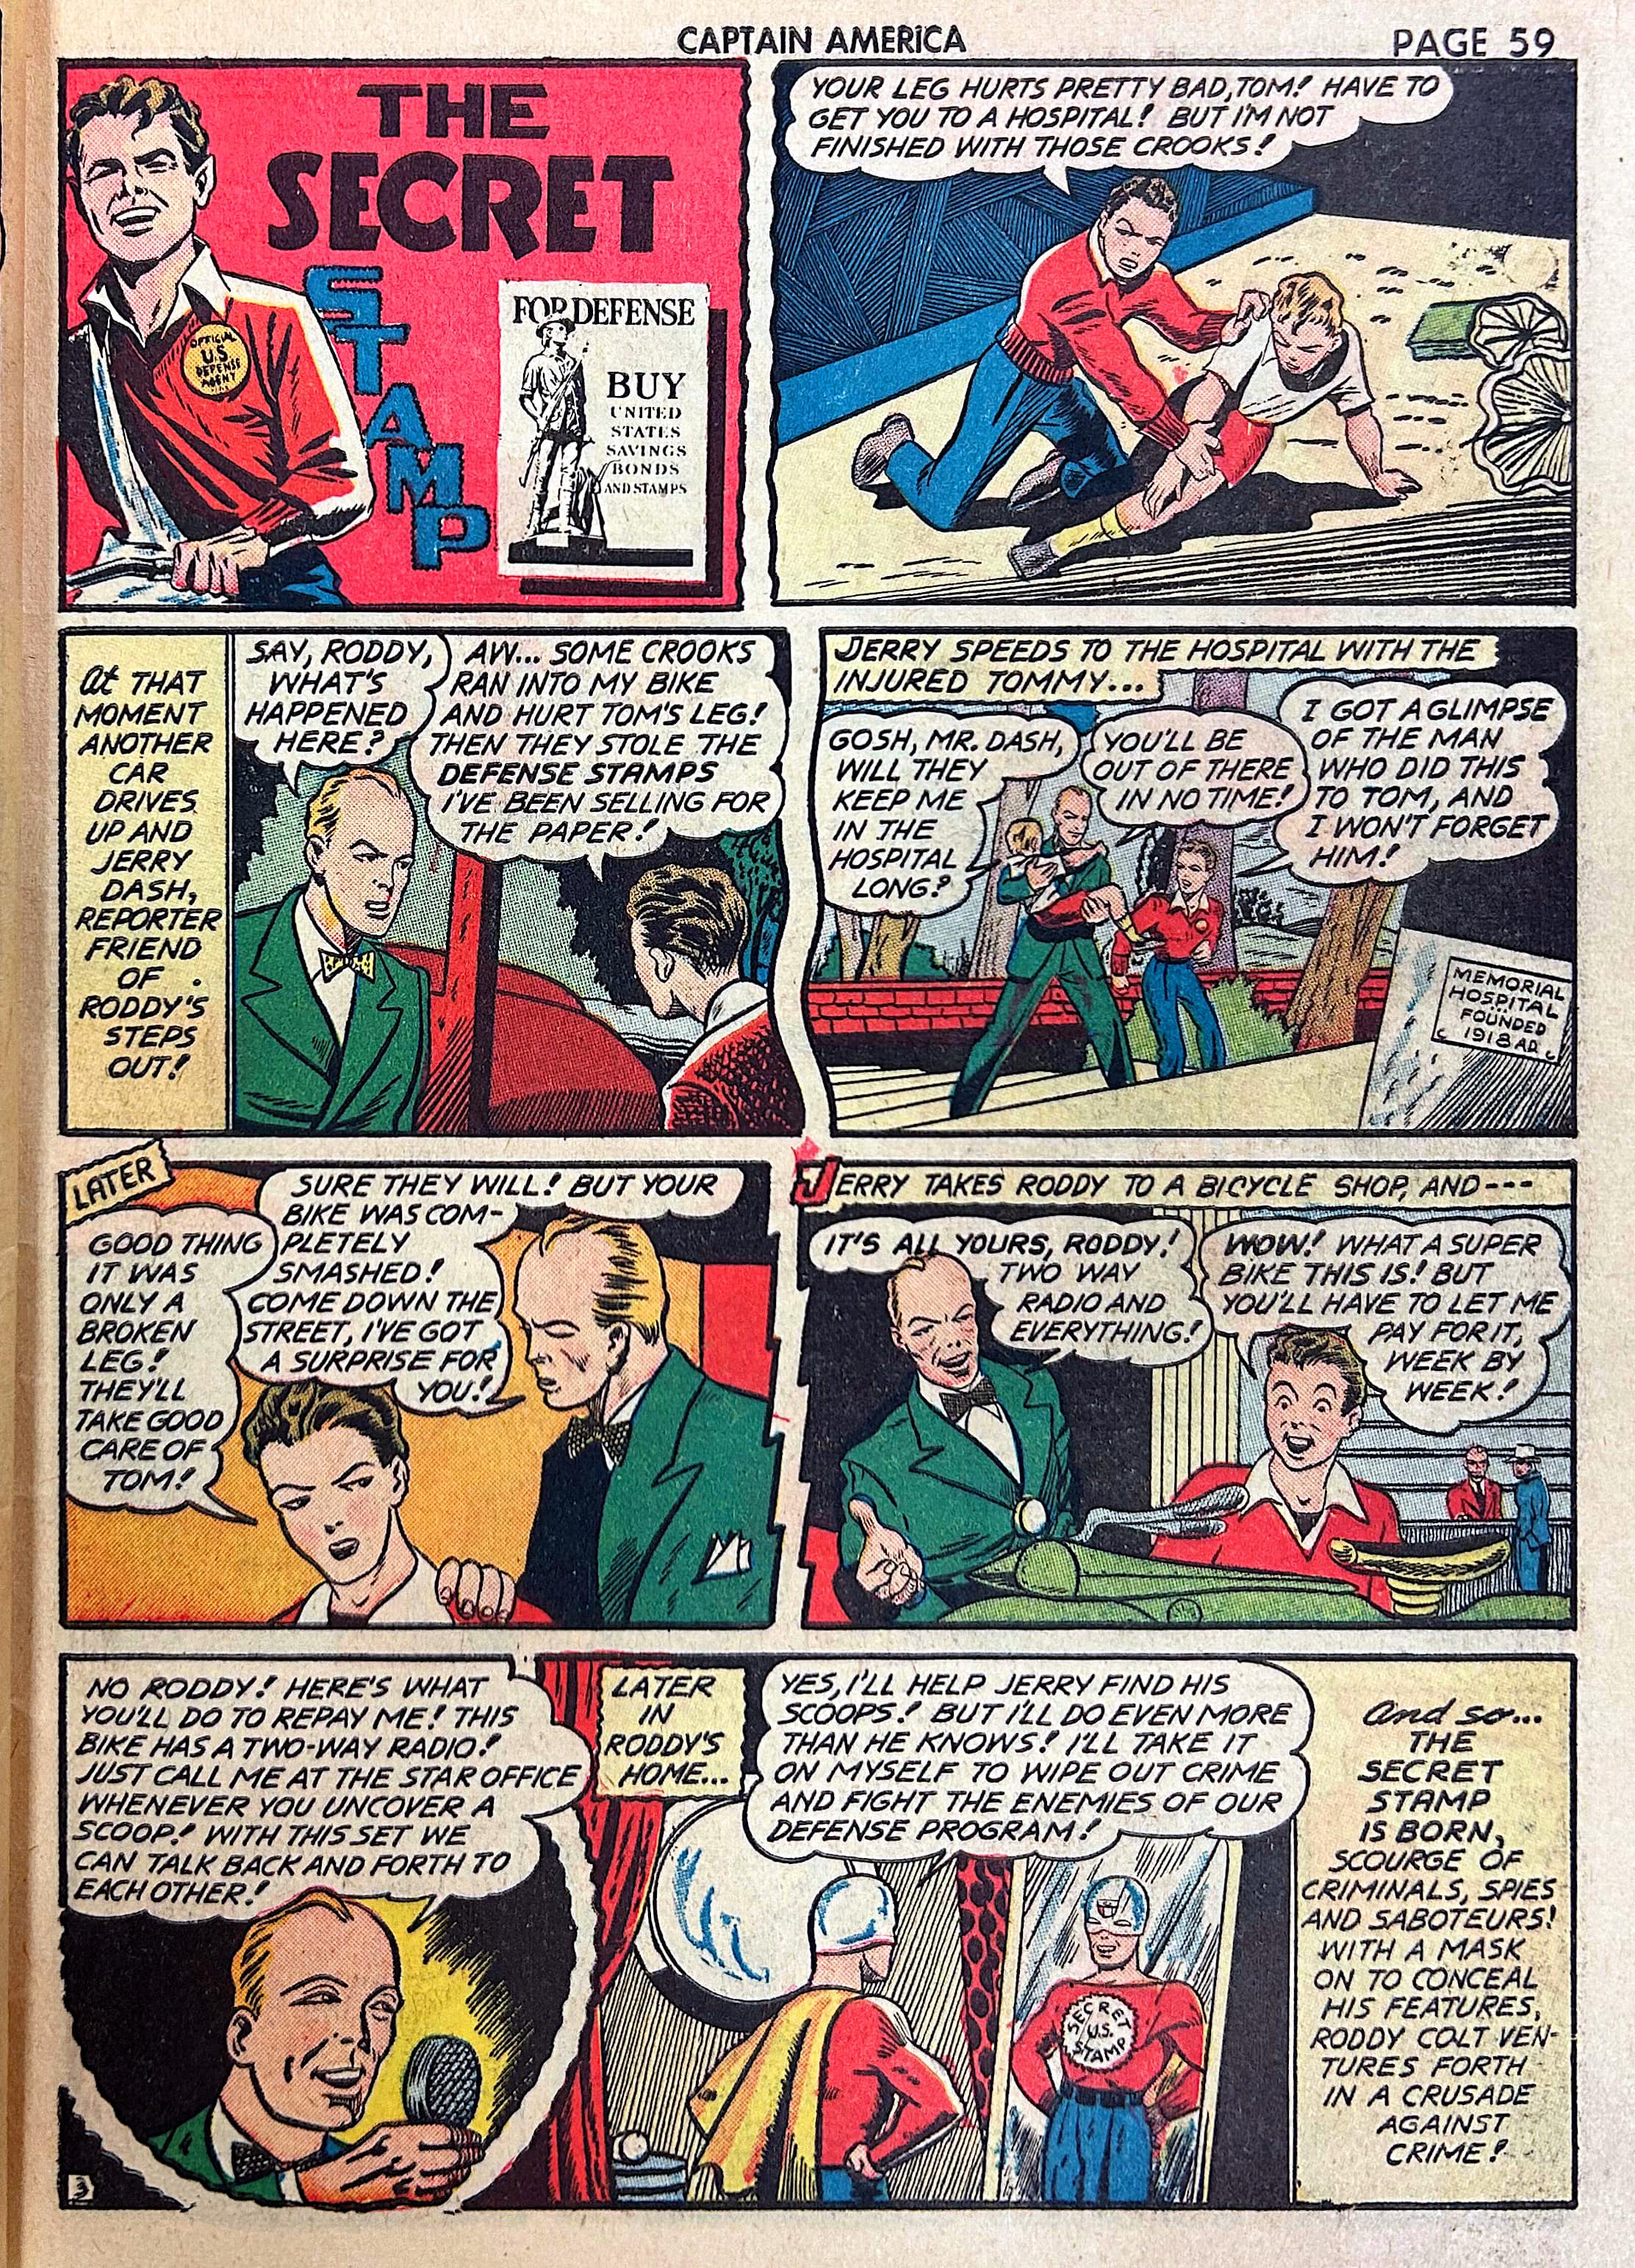 CAPTAIN AMERICA
PAGE 59
THE
SECRET
STAMP
OFFICIAL
U.S
DEFENSE
AGENT
FOR DEFENSE
BUY
UNITED
STATES
SAVINGS
BONDS
AND STAMPS
YOUR LEG HURTS PRETTY BAD, TOM! HAVE TO
GET YOU TO A HOSPITAL! BUT I'M NOT
FINISHED WITH THOSE CROOKS!
At THAT
MOMENT
ANOTHER
CAR
DRIVES
UP AND
JERRY
DASH,
REPORTER
FRIEND
OF
RODDY'S
STEPS
OUT!
SAY, RODDY,
WHAT'S
HAPPENED
HERE?
AW... SOME CROOKS
RAN INTO MY BIKE
AND HURT TOM'S LEG!
THEN THEY STOLE THE
DEFENSE STAMPS
I'VE BEEN SELLING FOR
THE PAPER!
JERRY SPEEDS TO THE HOSPITAL WITH THE
INJURED TOMMY...
GOSH, MR. DASH,
WILL THEY
KEEP ME
IN THE
HOSPITAL
LONG?
YOU'LL BE
OUT OF THERE
IN NO TIME!
I GOT A GLIMPSE
OF THE MAN
WHO DID THIS
TO TOM, AND
I WON'T FORGET
HIM!
MEMORIAL
HOSPITAL
FOUNDED
1918 AD.
LATER
GOOD THING
IT WAS
ONLY A
BROKEN
LEG!
THEY'LL
TAKE GOOD
CARE OF
TOM!
SURE THEY WILL! BUT YOUR
BIKE WAS COM-
PLETELY
SMASHED!
COME DOWN THE
STREET, I'VE GOT
A SURPRISE FOR
YOU!
JERRY TAKES RODDY TO A BICYCLE SHOP, AND---
IT'S ALL YOURS, RODDY!
TWO WAY
RADIO AND
EVERYTHING!
WOW! WHAT A SUPER
BIKE THIS IS! BUT
YOU'LL HAVE TO LET ME
PAY FOR IT,
WEEK BY
WEEK!
NO RODDY! HERE'S WHAT
YOU'LL DO TO REPAY ME! THIS
BIKE HAS A TWO-WAY RADIO!
JUST CALL ME AT THE STAR OFFICE
WHENEVER YOU UNCOVER A
SCOOP! WITH THIS SET WE
CAN TALK BACK AND FORTH TO
EACH OTHER!
LATER
IN
RODDY'S
HOME...
YES, I'LL HELP JERRY FIND HIS
SCOOPS! BUT I'LL DO EVEN MORE
THAN HE KNOWS! I'LL TAKE IT
ON MYSELF TO WIPE OUT CRIME
AND FIGHT THE ENEMIES OF OUR
DEFENSE PROGRAM!
SECRET
U.S.
STAMP
And so...
THE
SECRET
STAMP
IS BORN,
SCOURGE OF
CRIMINALS, SPIES
AND SABOTEURS!
WITH A MASK
ON TO CONCEAL
HIS FEATURES,
RODDY COLT VEN-
TURES FORTH
IN A CRUSADE
AGAINST
CRIME!
3